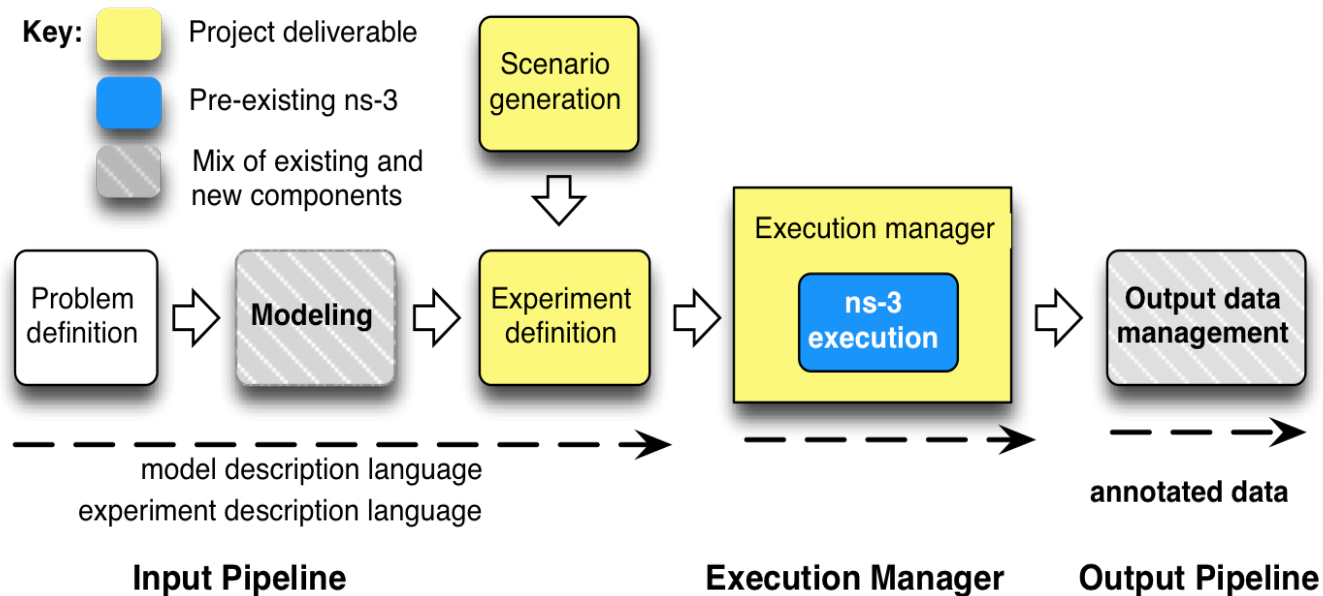 Key:
Project deliverable
Pre-existing ns-3
Mix of existing and
new components
Scenario
generation
Problem
definition
Modeling
Experiment
definition
Execution manager
ns-3
execution
Output data
management
model description language
experiment description language
annotated data
Input Pipeline
Execution Manager
Output Pipeline